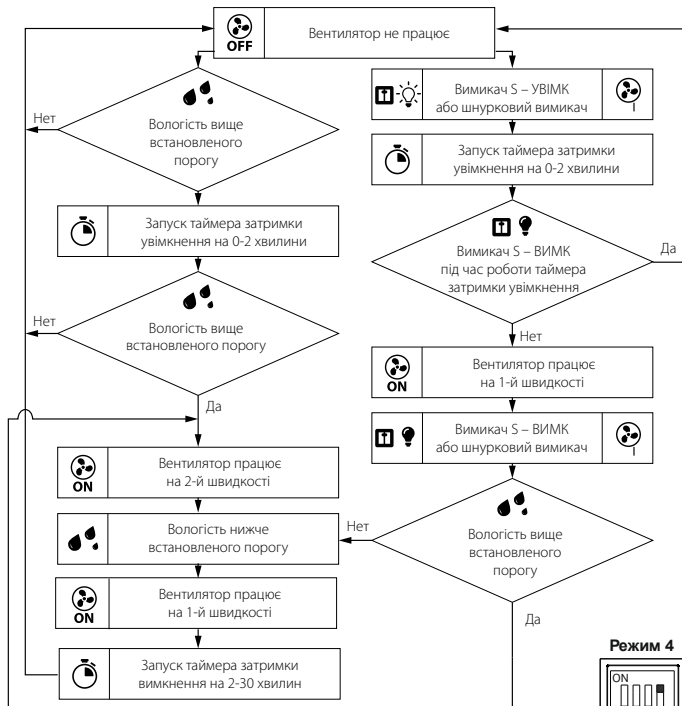 OFF
Вентилятор не працює
Вологість вище
встановленого
порогу
Нет
Запуск таймера затримки
увімкнення на 0-2 хвилини
Вологість вище
встановленого порогу
Нет
Да
ON
Вентилятор працює
на 2-й швидкості
Вологість нижче
встановленого порогу
ON
Вентилятор працює
на 1-й швидкості
Запуск таймера затримки
вимкнення на 2-30 хвилин
Вимикач S – УВІМК
або шнурковий вимикач
Запуск таймера затримки
увімкнення на 0-2 хвилини
Вимикач S – ВИМК
під час роботи таймера
затримки увімкнення
Да
Нет
ON
Вентилятор працює
на 1-й швидкості
Вимикач S – ВИМК
або шнурковий вимикач
Вологість вище
встановленого
порогу
Нет
Да
Режим 4
ON